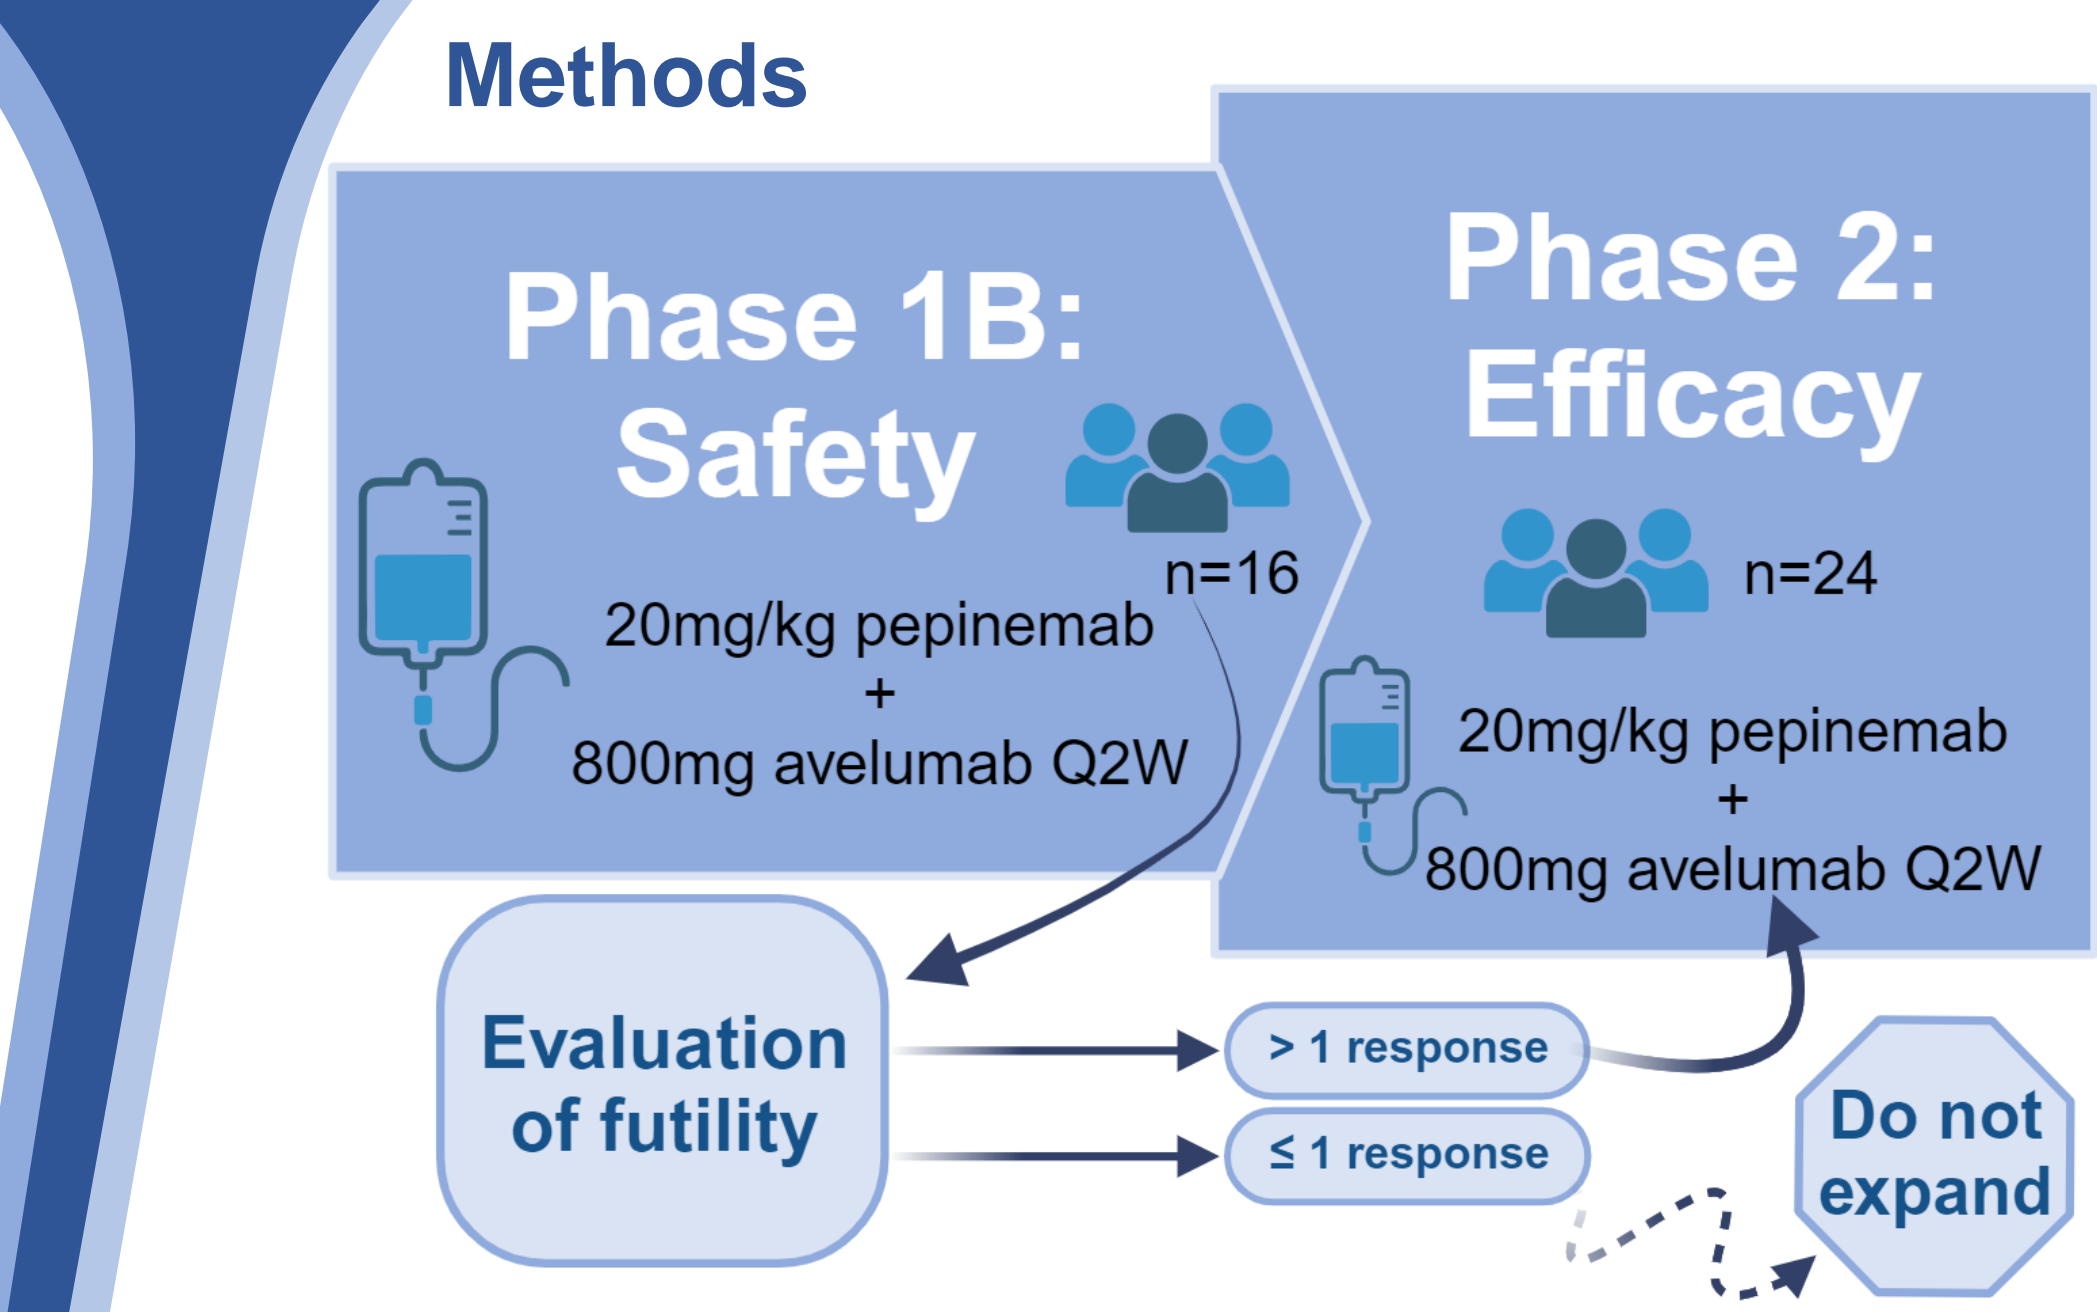 Methods
Phase 1B:
Safety
n=16
20mg/kg pepinemab
+
800mg avelumab Q2W
Phase 2:
Efficacy
n=24
20mg/kg pepinemab
+
800mg avelumab Q2W
Evaluation
of futility
> 1 response
≤ 1 response
Do not
expand